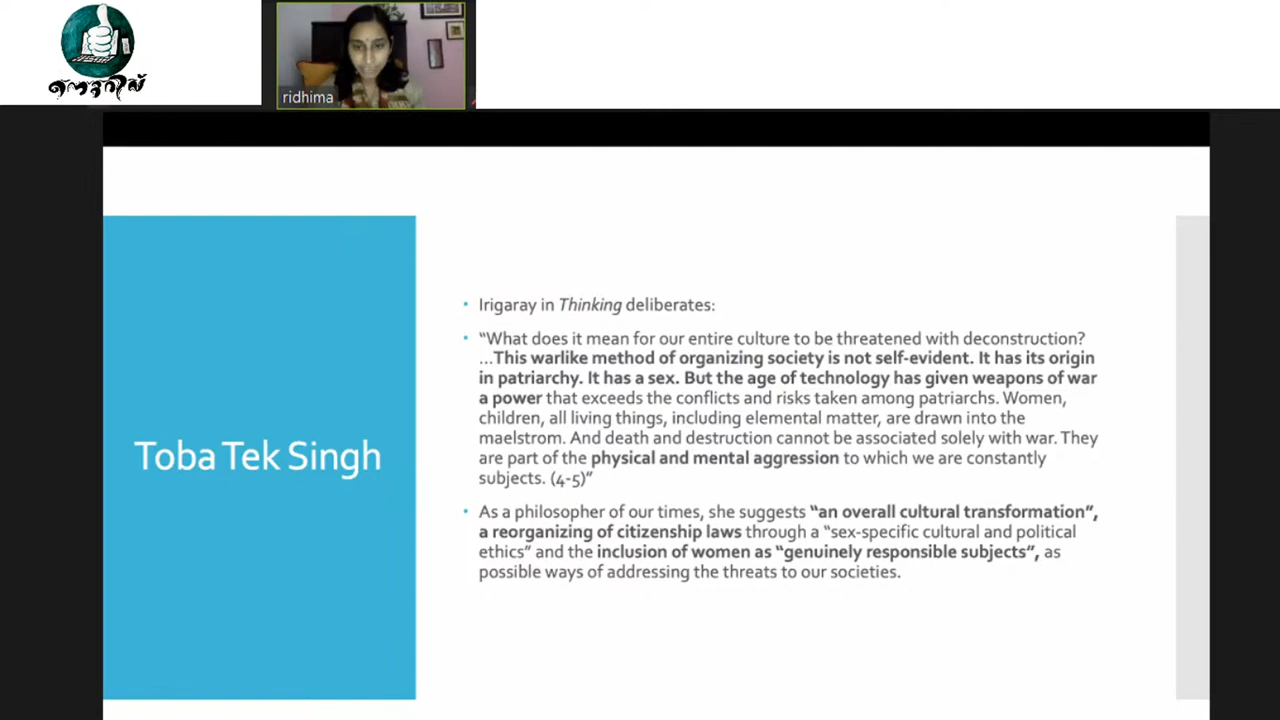 ridhima
Toba Tek Singh
• Irigaray in Thinking deliberates:
• “What does it mean for our entire culture to be threatened with deconstruction?
…This warlike method of organizing society is not self-evident. It has its origin
in patriarchy. It has a sex. But the age of technology has given weapons of war
a power that exceeds the conflicts and risks taken among patriarchs. Women,
children, all living things, including elemental matter, are drawn into the
maelstrom. And death and destruction cannot be associated solely with war. They
are part of the physical and mental aggression to which we are constantly
subjects. (4-5)”
• As a philosopher of our times, she suggests “an overall cultural transformation”,
a reorganizing of citizenship laws through a “sex-specific cultural and political
ethics” and the inclusion of women as “genuinely responsible subjects”, as
possible ways of addressing the threats to our societies.